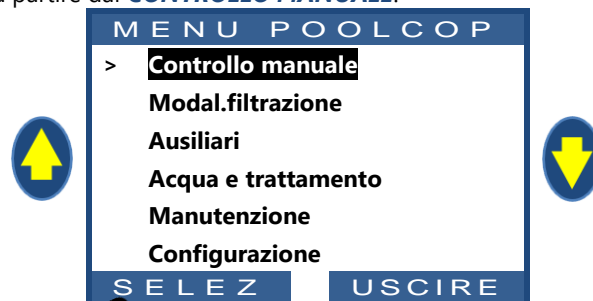 partire dal CONTROLLO MANUALE.
MENU POOLCOP
> Controllo manuale
Modal.filtrazione
Ausiliari
Acqua e trattamento
Manutenzione
Configurazione
SELEZ USCIRE